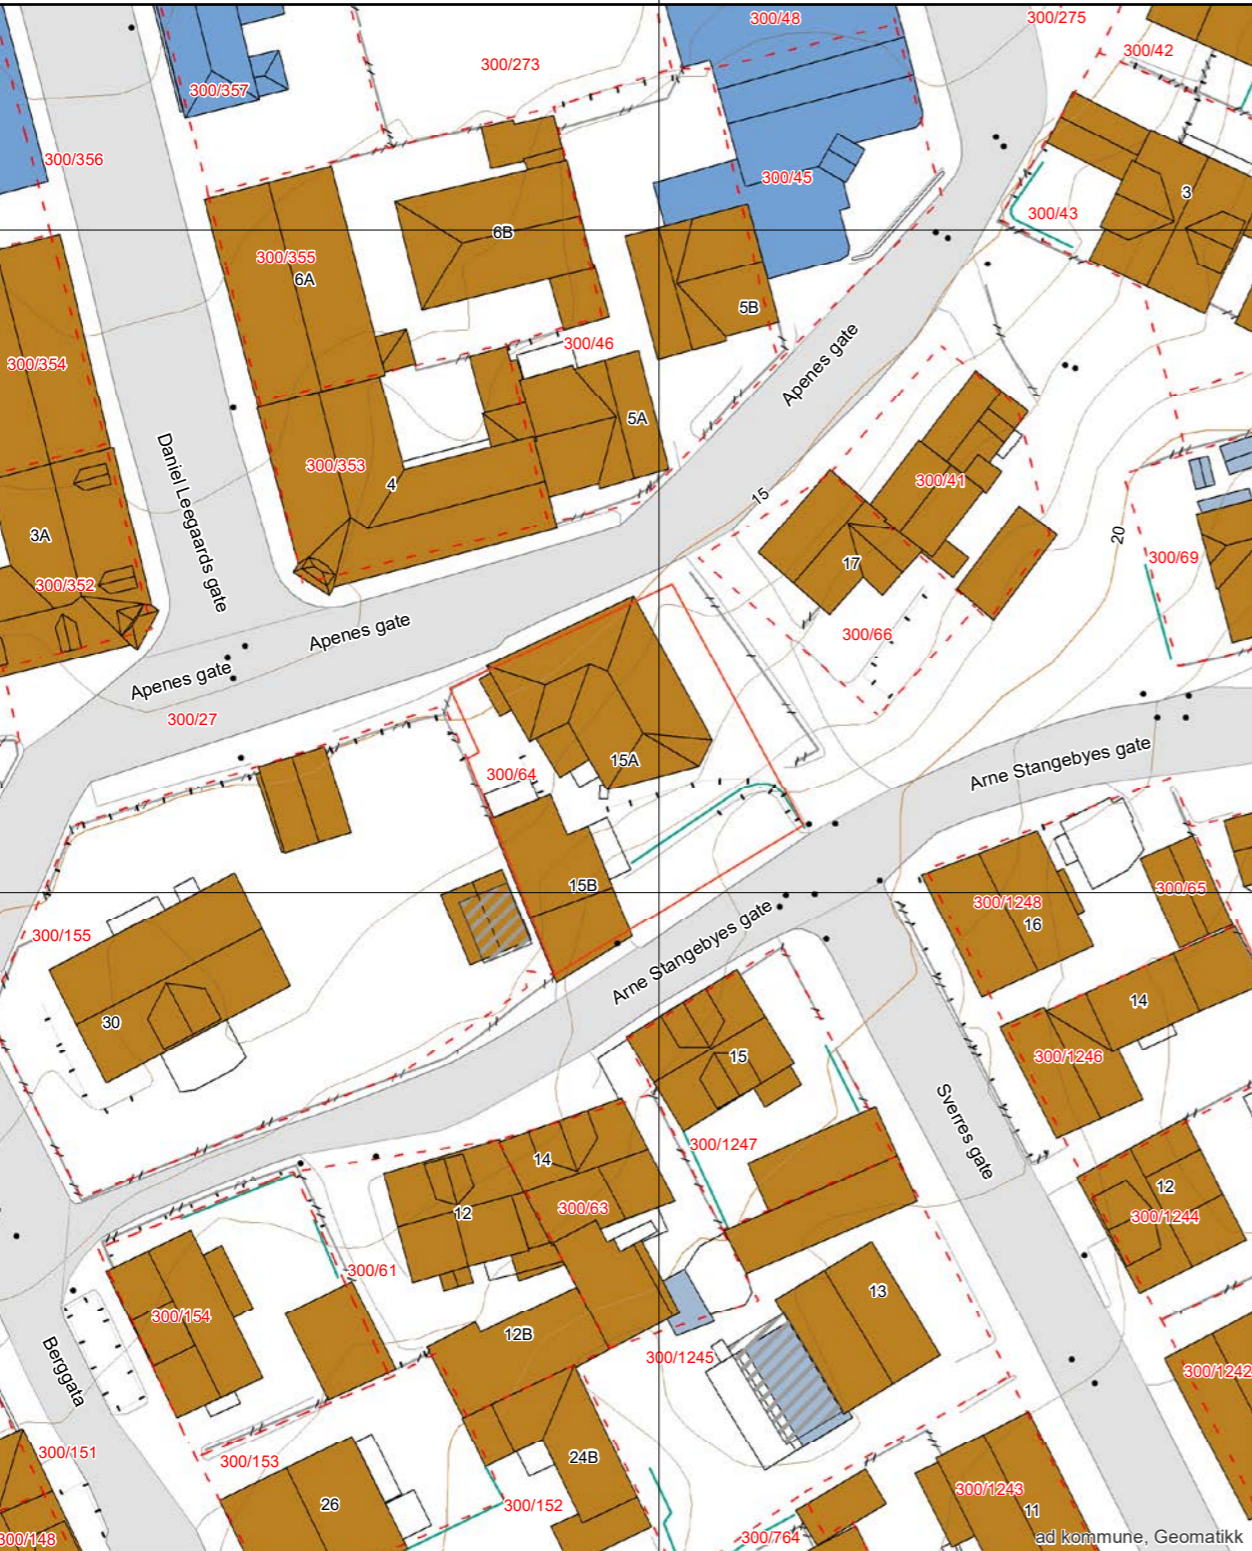 300/48
300/275
300/42
300/273
300/357
300/356
300/45
3
300/43
6B
300/355
6A
5B
300/46
Apenes gate
300/354
5A
300/353
4
300/41
15
Daniel Leegaards gate
3A
20
300/69
17
300/352
300/66
Apenes gate
Apenes gate
300/27
Arne Stangebyes gate
15A
300/64
15B
300/65
300/1248
16
Arne Stangebyes gate
300/155
30
14
15
300/1246
Sverres gate
300/1247
14
12
300/63
12
300/1244
300/61
13
300/154
12B
300/1245
300/1242
Berggata
300/151
300/153
24B
26
300/152
300/1243
11
300/148
300/764
ad kommune, Geomatikk